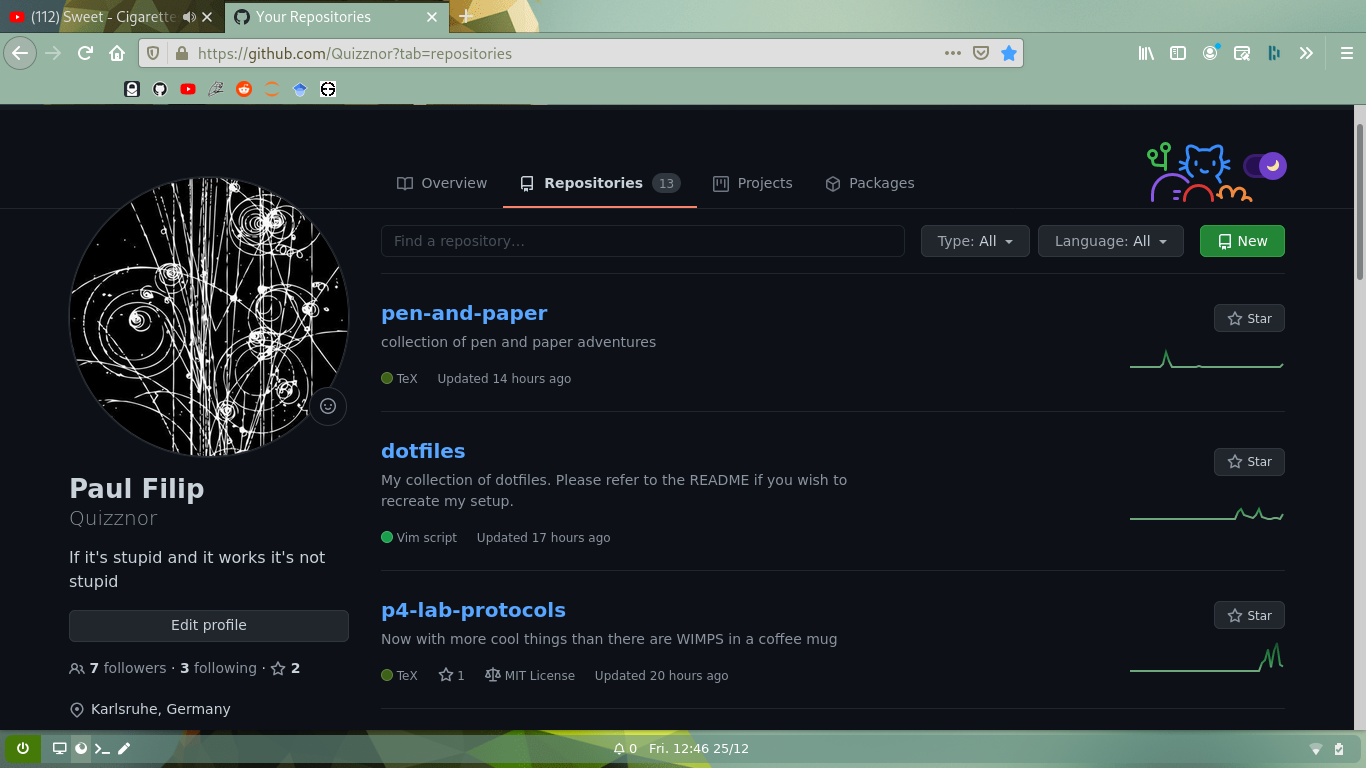 (112) Sweet - Cigarette
Your Repositories
https://github.com/Quizznor?tab=repositories
Overview
Repositories 13
Projects
Packages
Find a repository...
Type: All
Language: All
New
pen-and-paper
Star
collection of pen and paper adventures
TeX Updated 14 hours ago
dotfiles
Star
My collection of dotfiles. Please refer to the README if you wish to
recreate my setup.
Vim script Updated 17 hours ago
p4-lab-protocols
Star
Now with more cool things than there are WIMPS in a coffee mug
TeX 1 MIT License Updated 20 hours ago
Paul Filip
Quizznor
If it's stupid and it works it's not
stupid
Edit profile
7 followers · 3 following · 2
Karlsruhe, Germany
0 Fri. 12:46 25/12